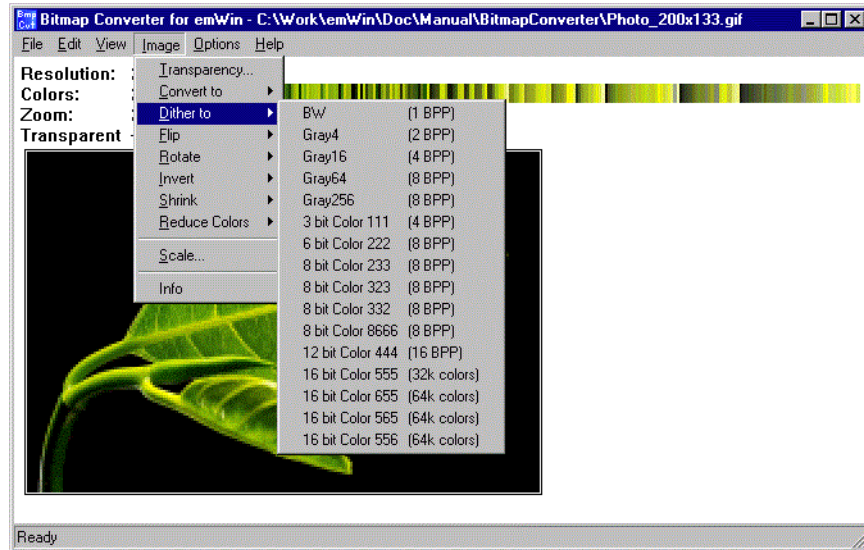 Bmp Cvt Bitmap Converter for emWin - C:\Work\emWin\Doc\Manual\BitmapConverter\Photo_200x133.gif
File Edit View Image Options Help
Resolution: :
Colors: :
Zoom: :
Transparent -
Transparency...
Convert to
Dither to
Flip
Rotate
Invert
Shrink
Reduce Colors
Scale...
Info
BW (1 BPP)
Gray4 (2 BPP)
Gray16 (4 BPP)
Gray64 (8 BPP)
Gray256 (8 BPP)
3 bit Color 111 (4 BPP)
6 bit Color 222 (8 BPP)
8 bit Color 233 (8 BPP)
8 bit Color 323 (8 BPP)
8 bit Color 332 (8 BPP)
8 bit Color 8666 (8 BPP)
12 bit Color 444 (16 BPP)
16 bit Color 555 (32k colors)
16 bit Color 655 (64k colors)
16 bit Color 565 (64k colors)
16 bit Color 556 (64k colors)
Ready